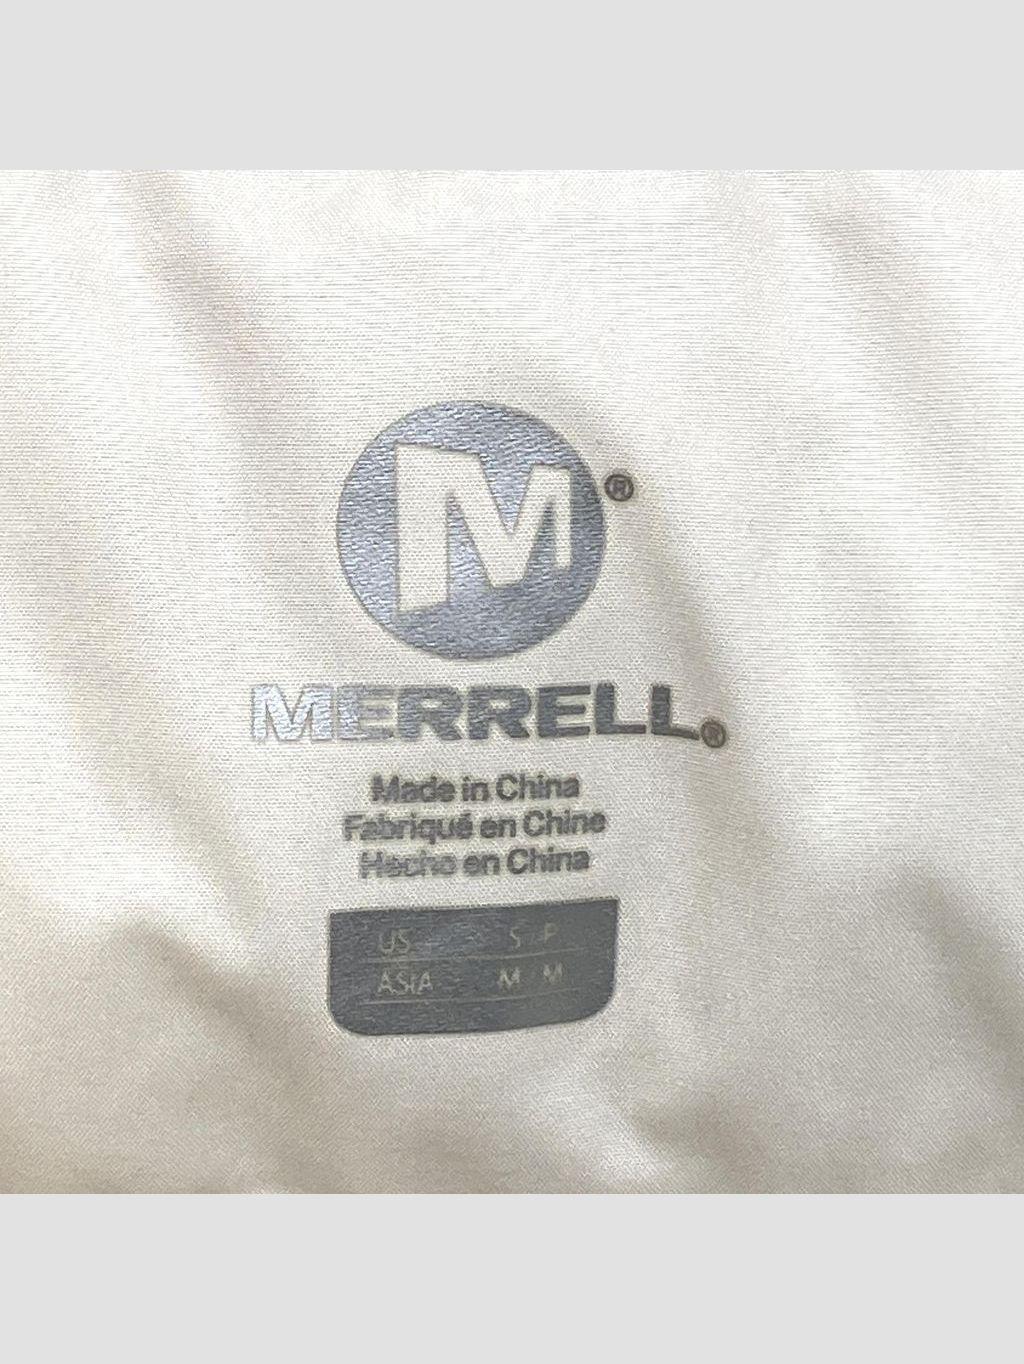 M®
MERRELL®
Made in China
Fabriqué en Chine
Hecho en China
US S P
ASIA M M